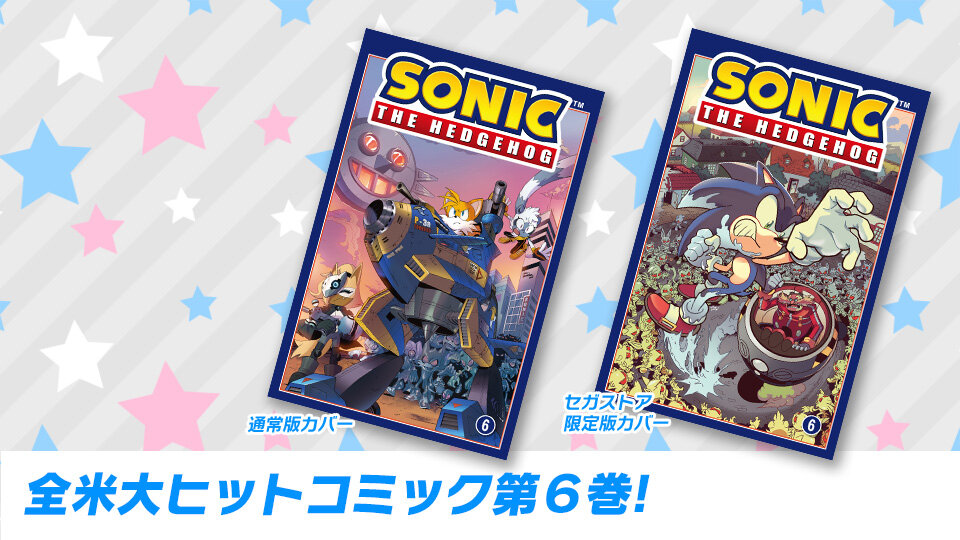 SONIC
TM
THE HEDGEHOG
6
通常版カバー
SONIC
TM
THE HEDGEHOG
6
セガストア
限定版カバー
全米大ヒットコミック第6巻!